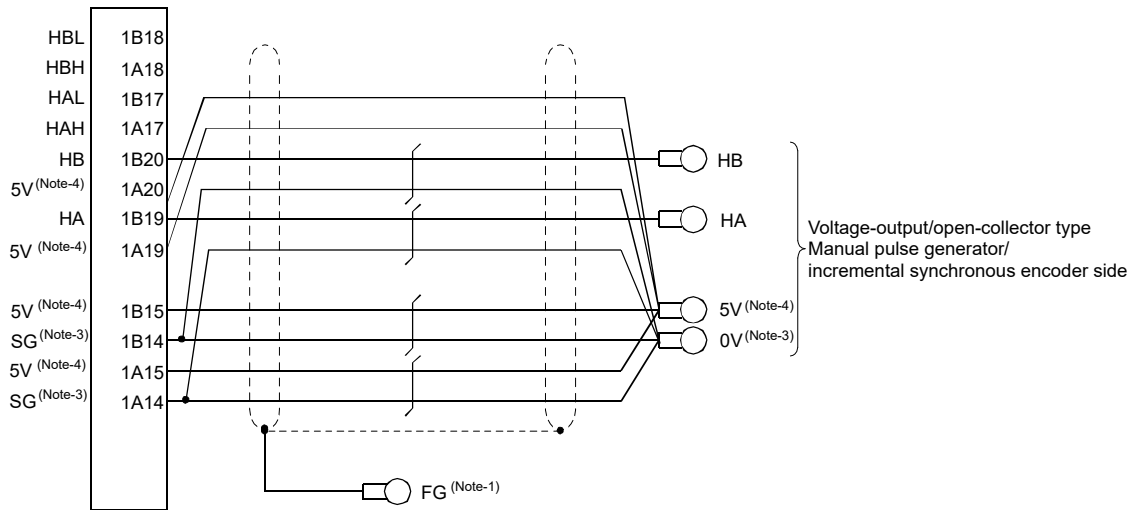 HBL 1B18
HBH 1A18
HAL 1B17
HAH 1A17
HB 1B20 HB
5V (Note-4) 1A20
HA 1B19 HA
5V (Note-4) 1A19
Voltage-output/open-collector type
Manual pulse generator/
incremental synchronous encoder side
5V (Note-4) 1B15 5V (Note-4)
SG (Note-3) 1B14 0V (Note-3)
5V (Note-4) 1A15
SG (Note-3) 1A14
FG (Note-1)